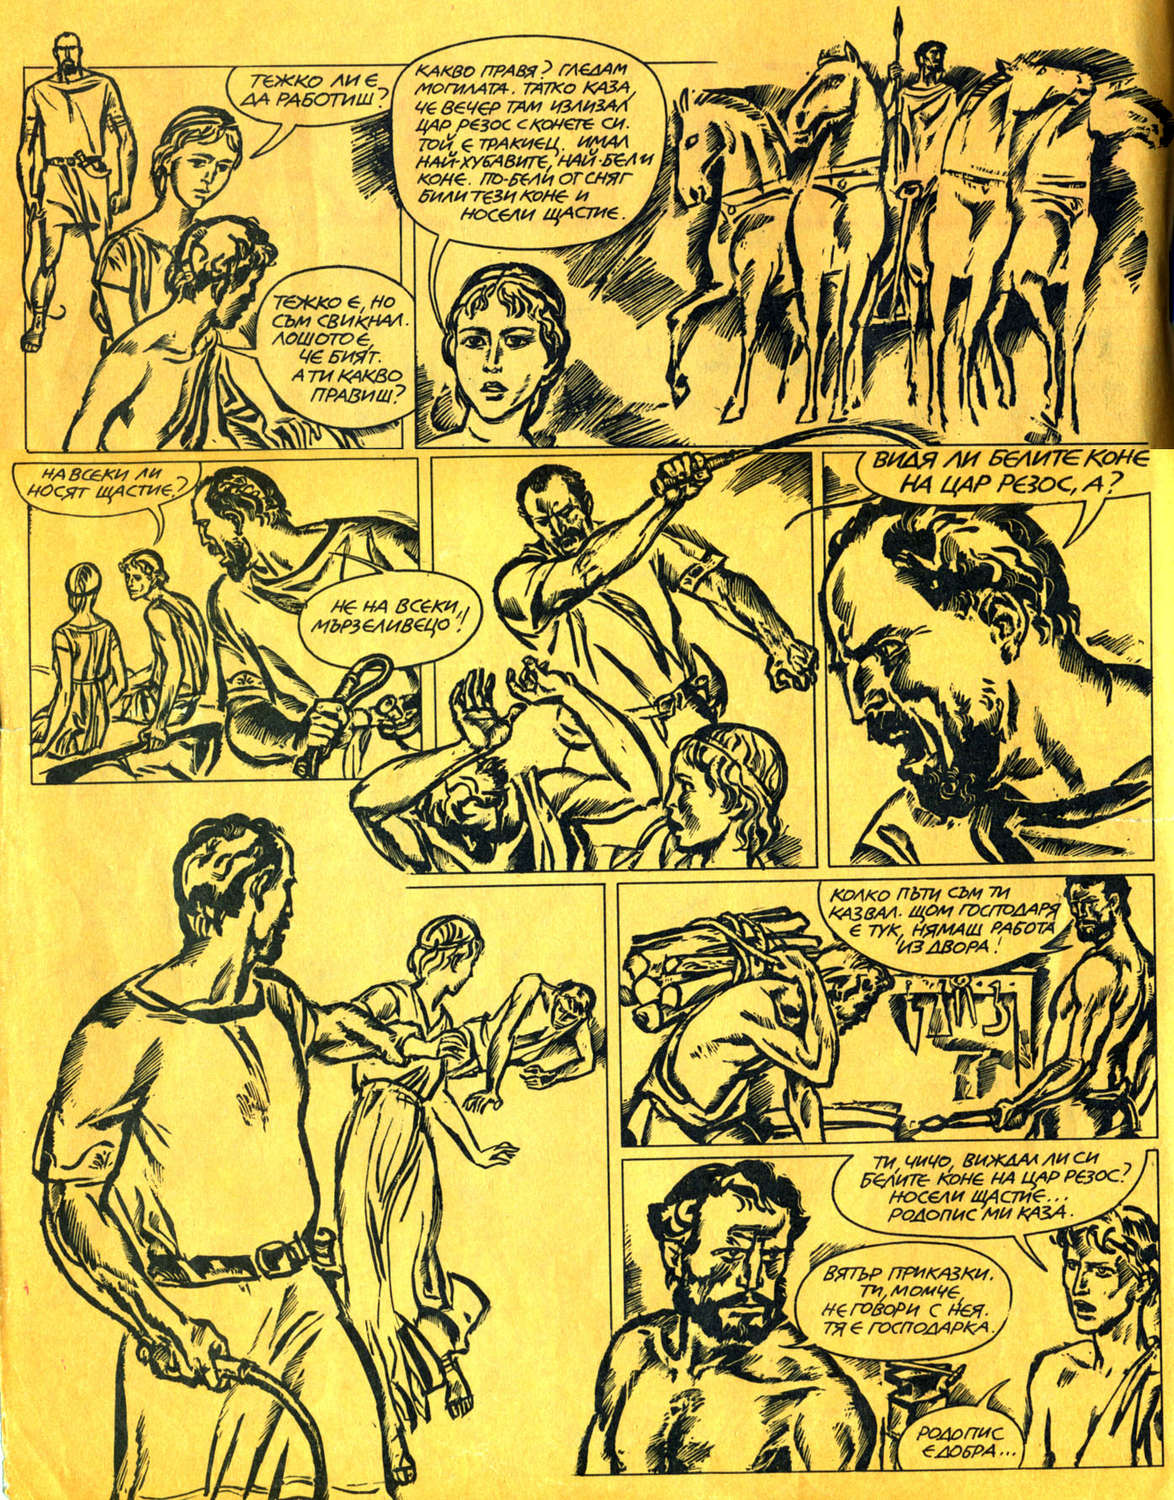 ТЕЖКО ЛИ Е
ДА РАБОТИШ?
ТЕЖКО Е, НО
СЪМ СВИКНАЛ.
ЛОШОТО Е,
ЧЕ БИЯТ.
А ТИ КАКВО
ПРАВИШ?
КАКВО ПРАВЯ? ГЛЕДАМ
МОГИЛАТА. ТАТКО КАЗА,
ЧЕ ВЕЧЕР ТАМ ИЗЛИЗАЛ
ЦАР РЕЗОС С КОНЕТЕ СИ.
ТОЙ Е ТРАКИЕЦ. ИМАЛ
НАЙ-ХУБАВИТЕ, НАЙ-БЕЛИ
КОНЕ. ПО-БЕЛИ ОТ СНЯГ
БИЛИ ТЕЗИ КОНЕ И
НОСЕЛИ ЩАСТИЕ.
НА ВСЕКИ ЛИ
НОСЯТ ЩАСТИЕ?
НЕ НА ВСЕКИ,
МЪРЗЕЛИВЕЦО!!
ВИДЯ ЛИ БЕЛИТЕ КОНЕ
НА ЦАР РЕЗОС, А?
КОЛКО ПЪТИ СЪМ ТИ
КАЗВАЛ. ЩОМ ГОСПОДАРЯ
Е ТУК, НЯМАШ РАБОТА
ИЗ ДВОРА!
ТИ, ЧИЧО, ВИЖДАЛ ЛИ СИ
БЕЛИТЕ КОНЕ НА ЦАР РЕЗОС?
НОСЕЛИ ЩАСТИЕ...
РОДОПИС МИ КАЗА.
ВЯТЪР ПРИКАЗКИ.
ТИ, МОМЧЕ,
НЕ ГОВОРИ С НЕЯ.
ТЯ Е ГОСПОДАРКА.
РОДОПИС
Е ДОБРА...